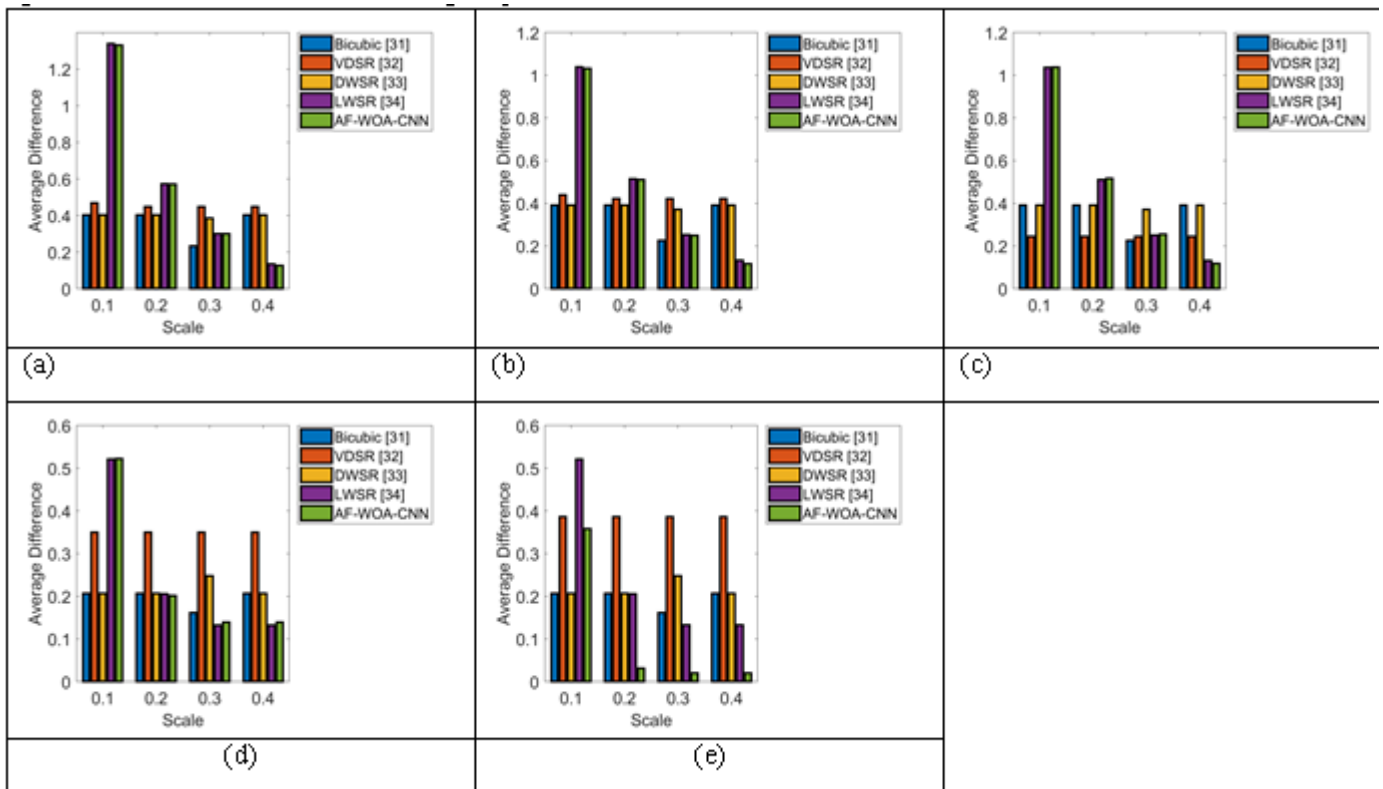 1.2
1
0.8
0.6
0.4
0.2
0
Average Difference
0.1 0.2 0.3 0.4
Scale
Bicubic [31]
VDSR [32]
DWSR [33]
LWSR [34]
AF-WOA-CNN
(a)
1.2
1
0.8
0.6
0.4
0.2
0
Average Difference
0.1 0.2 0.3 0.4
Scale
Bicubic [31]
VDSR [32]
DWSR [33]
LWSR [34]
AF-WOA-CNN
(b)
1.2
1
0.8
0.6
0.4
0.2
0
Average Difference
0.1 0.2 0.3 0.4
Scale
Bicubic [31]
VDSR [32]
DWSR [33]
LWSR [34]
AF-WOA-CNN
(c)
0.6
0.5
0.4
0.3
0.2
0.1
0
Average Difference
0.1 0.2 0.3 0.4
Scale
Bicubic [31]
VDSR [32]
DWSR [33]
LWSR [34]
AF-WOA-CNN
(d)
0.6
0.5
0.4
0.3
0.2
0.1
0
Average Difference
0.1 0.2 0.3 0.4
Scale
Bicubic [31]
VDSR [32]
DWSR [33]
LWSR [34]
AF-WOA-CNN
(e)